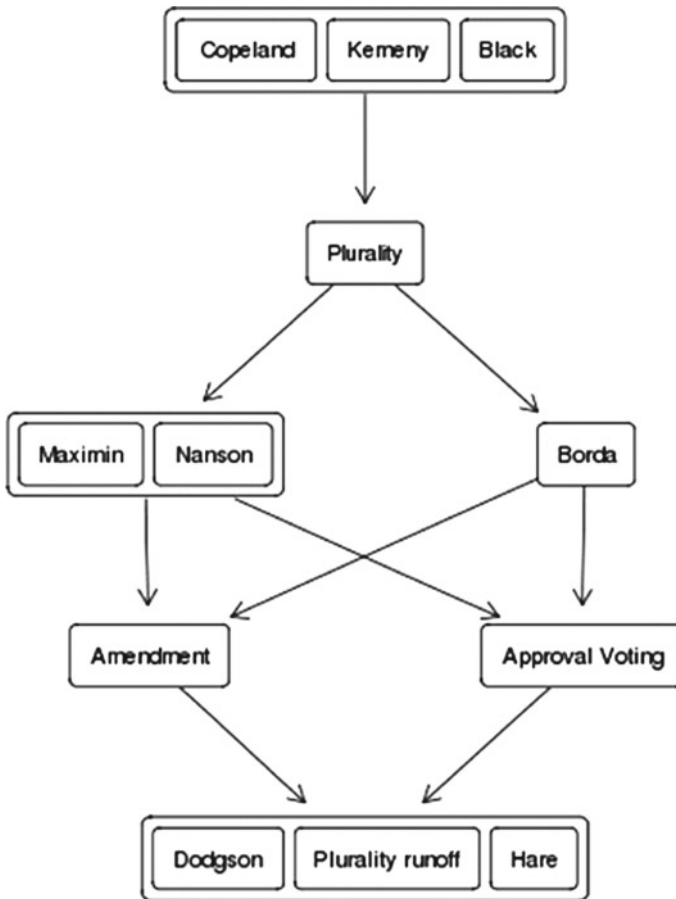 Copeland Kemeny Black
Plurality
Maximin Nanson Borda
Amendment Approval Voting
Dodgson Plurality runoff Hare